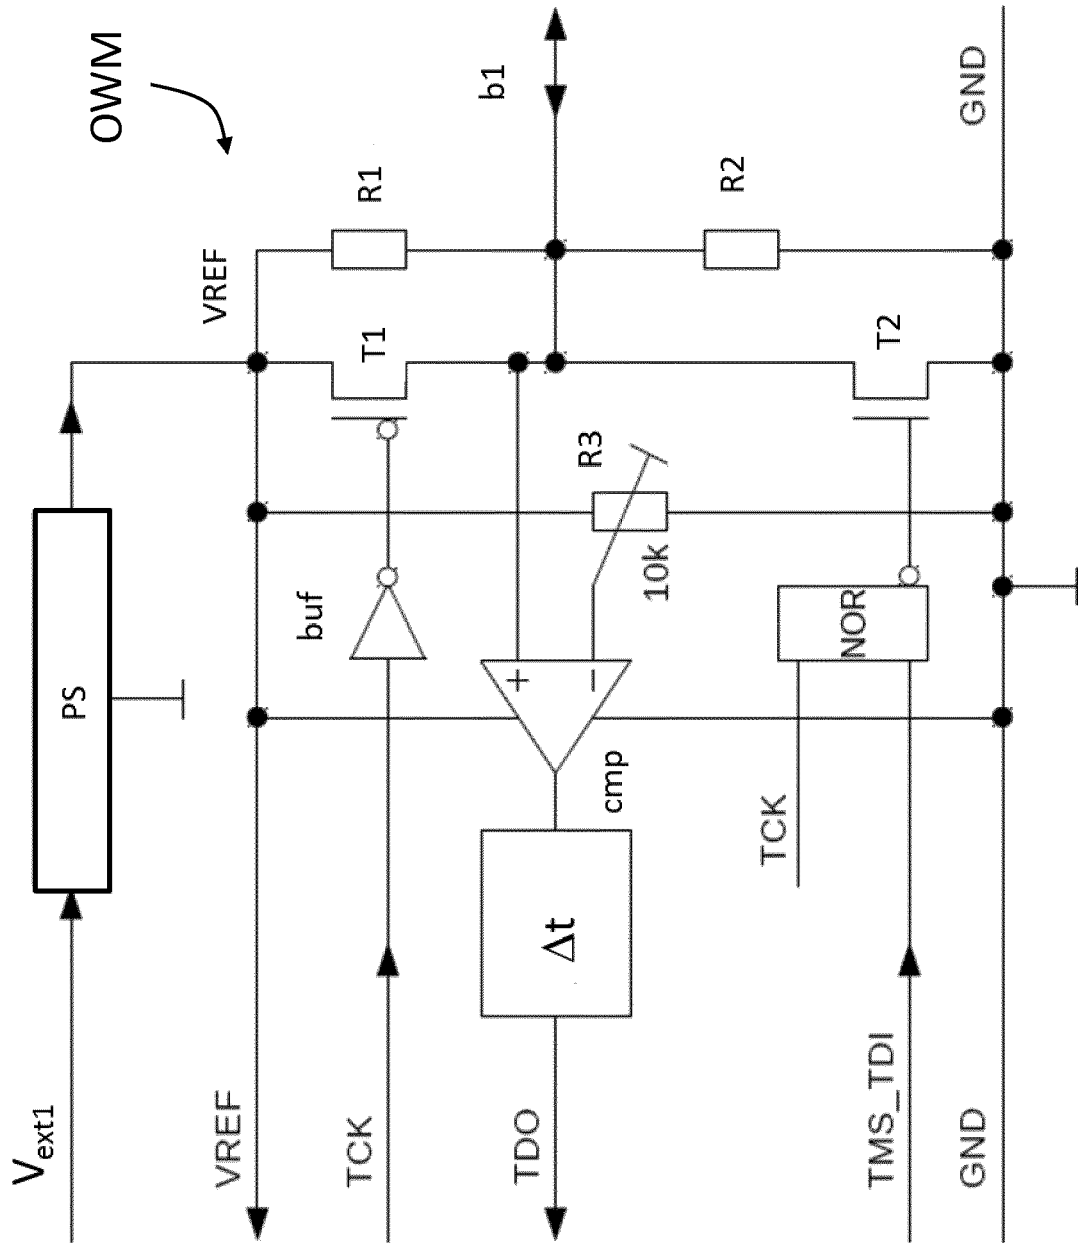 OWM
b1
GND
R1
R2
VREF
T1
T2
R3
10k
buf
NOR
PS
+
−
cmp
TCK
Δt
Vext1
VREF
TCK
TDO
TMS_TDI
GND